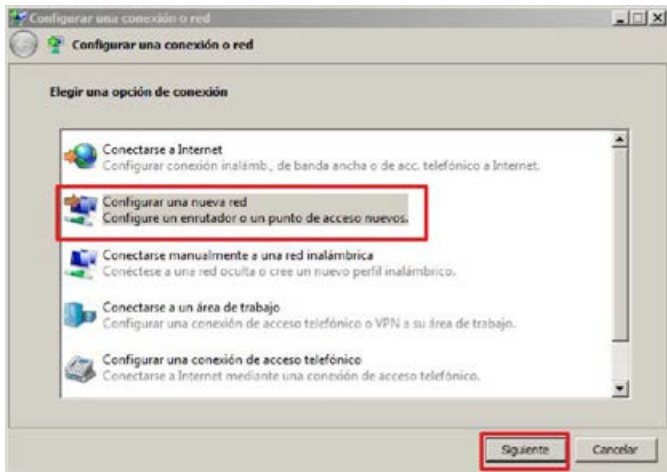 Configurar una conexión o red
Configurar una conexión o red
Elegir una opción de conexión
Conectarse a Internet
Configurar conexión inalámb., de banda ancha o de acc. telefónico a Internet.
Configurar una nueva red
Configure un enrutador o un punto de acceso nuevos.
Conectarse manualmente a una red inalámbrica
Conéctese a una red oculta o cree un nuevo perfil inalámbrico.
Conectarse a un área de trabajo
Configurar una conexión de acceso telefónico o VPN a su área de trabajo.
Configurar una conexión de acceso telefónico
Conectarse a Internet mediante una conexión de acceso telefónico.
Siguiente
Cancelar